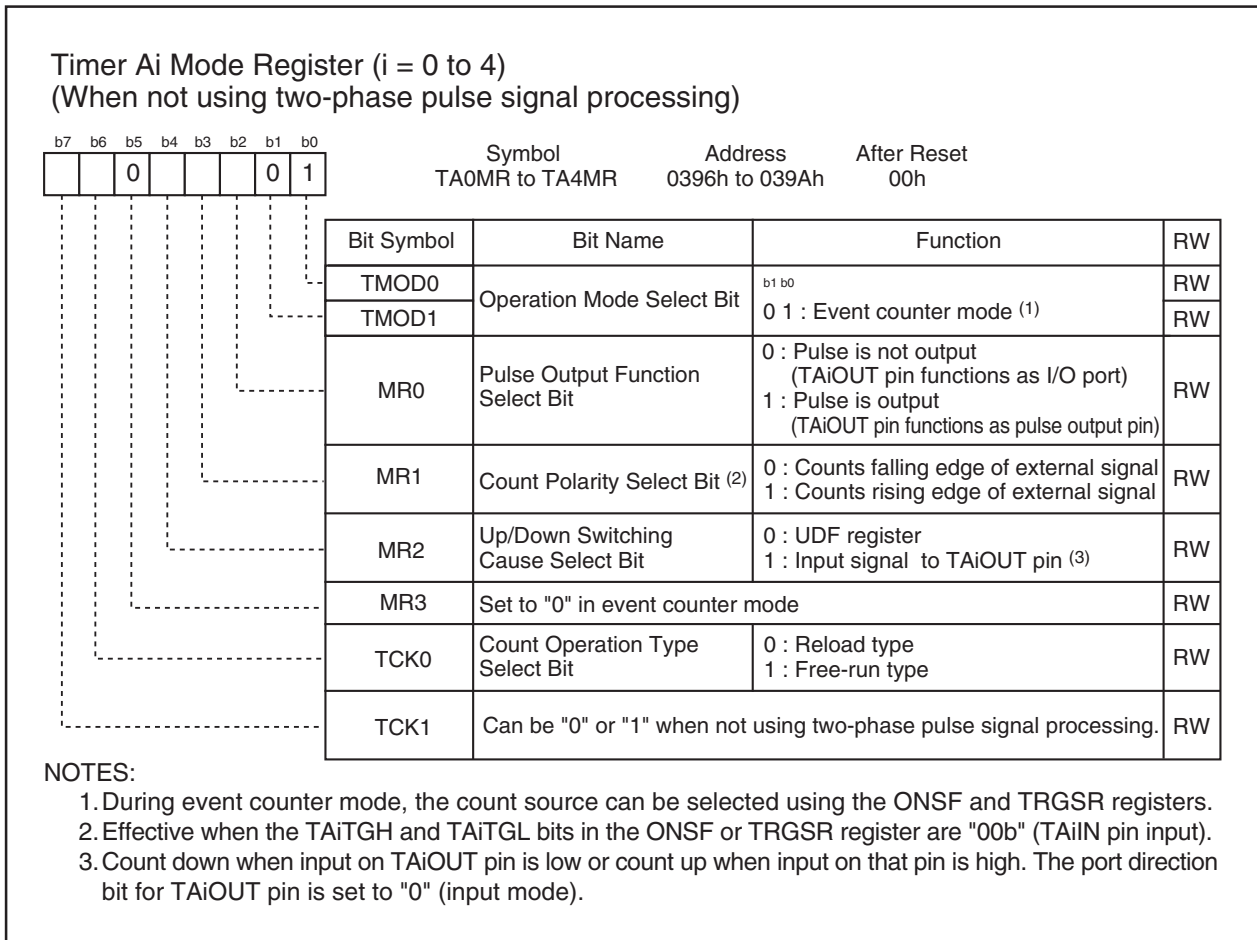 Timer Ai Mode Register (i = 0 to 4)
(When not using two-phase pulse signal processing)
b7 b6 b5 b4 b3 b2 b1 b0
0 0 1
Symbol Address After Reset
TA0MR to TA4MR 0396h to 039Ah 00h
Bit Symbol Bit Name Function RW
TMOD0 Operation Mode Select Bit b1 b0 RW
TMOD1 0 1 : Event counter mode (1) RW
MR0 Pulse Output Function Select Bit 0 : Pulse is not output
(TAiOUT pin functions as I/O port)
1 : Pulse is output
(TAiOUT pin functions as pulse output pin) RW
MR1 Count Polarity Select Bit (2) 0 : Counts falling edge of external signal
1 : Counts rising edge of external signal RW
MR2 Up/Down Switching Cause Select Bit 0 : UDF register
1 : Input signal to TAiOUT pin (3) RW
MR3 Set to "0" in event counter mode RW
TCK0 Count Operation Type Select Bit 0 : Reload type
1 : Free-run type RW
TCK1 Can be "0" or "1" when not using two-phase pulse signal processing. RW
NOTES:
1. During event counter mode, the count source can be selected using the ONSF and TRGSR registers.
2. Effective when the TAiTGH and TAiTGL bits in the ONSF or TRGSR register are "00b" (TAiIN pin input).
3. Count down when input on TAiOUT pin is low or count up when input on that pin is high. The port direction
bit for TAiOUT pin is set to "0" (input mode).